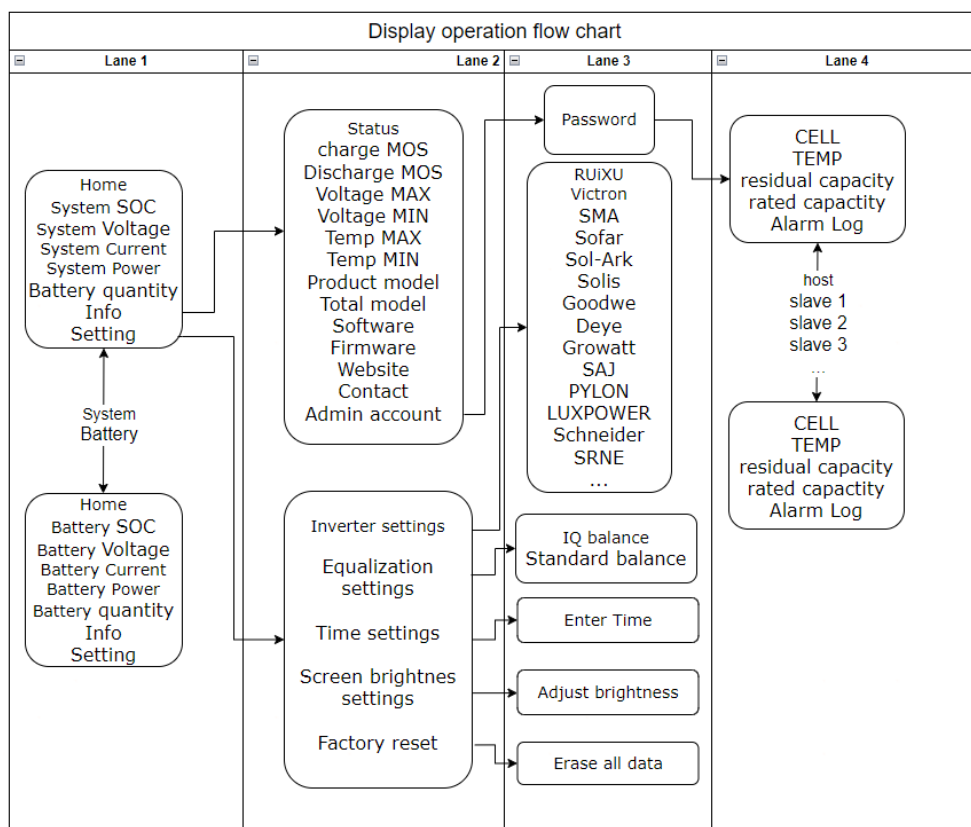 Display operation flow chart
Lane 1
Lane 2
Lane 3
Lane 4
Home
System SOC
System Voltage
System Current
System Power
Battery quantity
Info
Setting
System
Battery
Home
Battery SOC
Battery Voltage
Battery Current
Battery Power
Battery quantity
Info
Setting
Status
charge MOS
Discharge MOS
Voltage MAX
Voltage MIN
Temp MAX
Temp MIN
Product model
Total model
Software
Firmware
Website
Contact
Admin account
Inverter settings
Equalization
settings
Time settings
Screen brightnes
settings
Factory reset
Password
RUiXU
Victron
SMA
Sofar
Sol-Ark
Solis
Goodwe
Deye
Growatt
SAJ
PYLON
LUXPOWER
Schneider
SRNE
...
IQ balance
Standard balance
Enter Time
Adjust brightness
Erase all data
CELL
TEMP
residual capacity
rated capactity
Alarm Log
host
slave 1
slave 2
slave 3
...
CELL
TEMP
residual capacity
rated capactity
Alarm Log